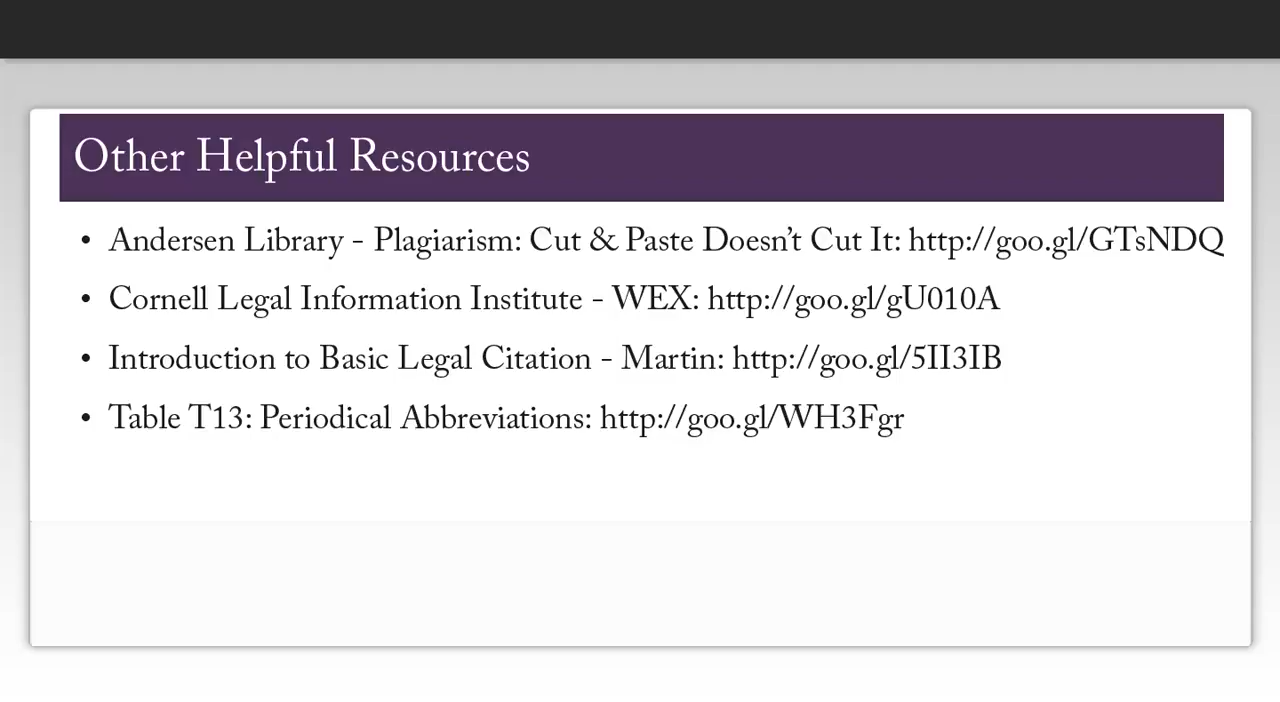 Other Helpful Resources
• Andersen Library - Plagiarism: Cut & Paste Doesn’t Cut It: http://goo.gl/GTsNDQ
• Cornell Legal Information Institute - WEX: http://goo.gl/gU010A
• Introduction to Basic Legal Citation - Martin: http://goo.gl/5II3IB
• Table T13: Periodical Abbreviations: http://goo.gl/WH3Fgr